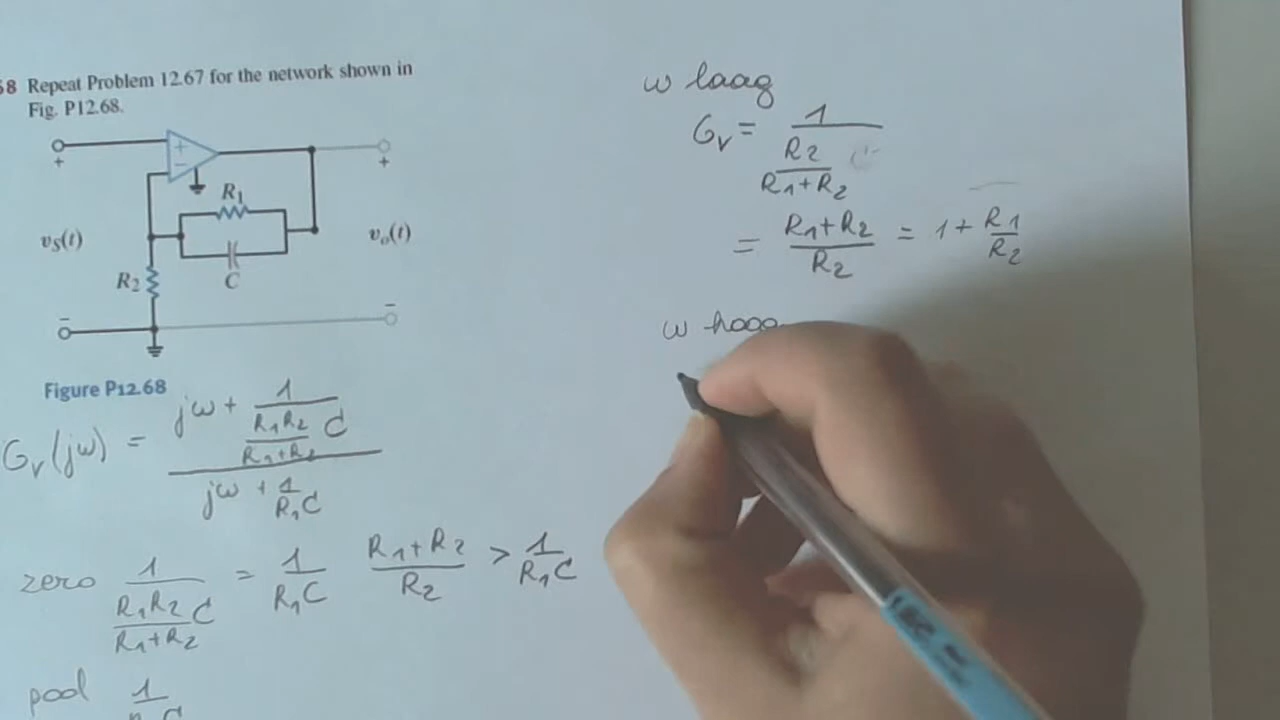 68 Repeat Problem 12.67 for the network shown in
Fig. P12.68.
+ + - + R₁ vₛ(t) vₒ(t) R₂ C - -
Figure P12.68
Gᵥ(jω) = (jω + 1/((R₁R₂/(R₁+R₂)) C)) / (jω + 1/(R₁C))
zero 1/((R₁R₂/(R₁+R₂)) C) = 1/(R₁C) (R₁+R₂)/R₂ > 1/(R₁C)
pool 1
ω laag
Gᵥ = 1/(R₂/(R₁+R₂))
= (R₁+R₂)/R₂ = 1 + R₁/R₂
ω hoog